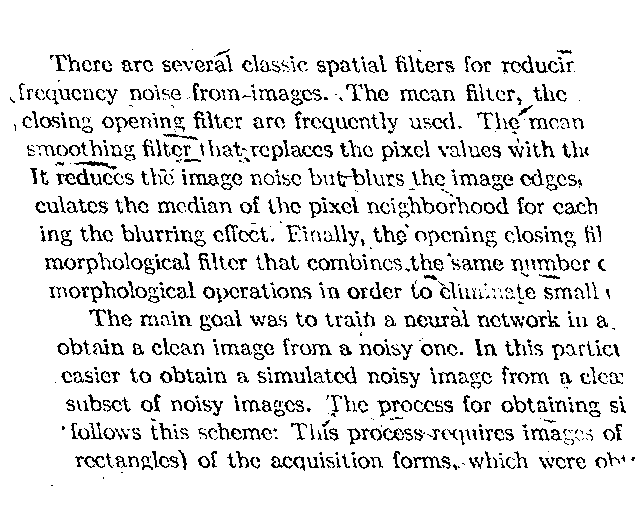 There are several classic spatial filters for reducin
frequency noise from images. The mean filter, the
closing opening filter are frequently used. The mean
smoothing filter that replaces the pixel values with the
It reduces the image noise but blurs the image edges.
culates the median of the pixel neighborhood for each
ing the blurring effect. Finally, the opening closing fil
morphological filter that combines the same number
morphological operations in order to eliminate small
The main goal was to train a neural network in a
obtain a clean image from a noisy one. In this particu
easier to obtain a simulated noisy image from a clea
subset of noisy images. The process for obtaining si
follows this scheme: This process requires images of
rectangles) of the acquisition forms, which were